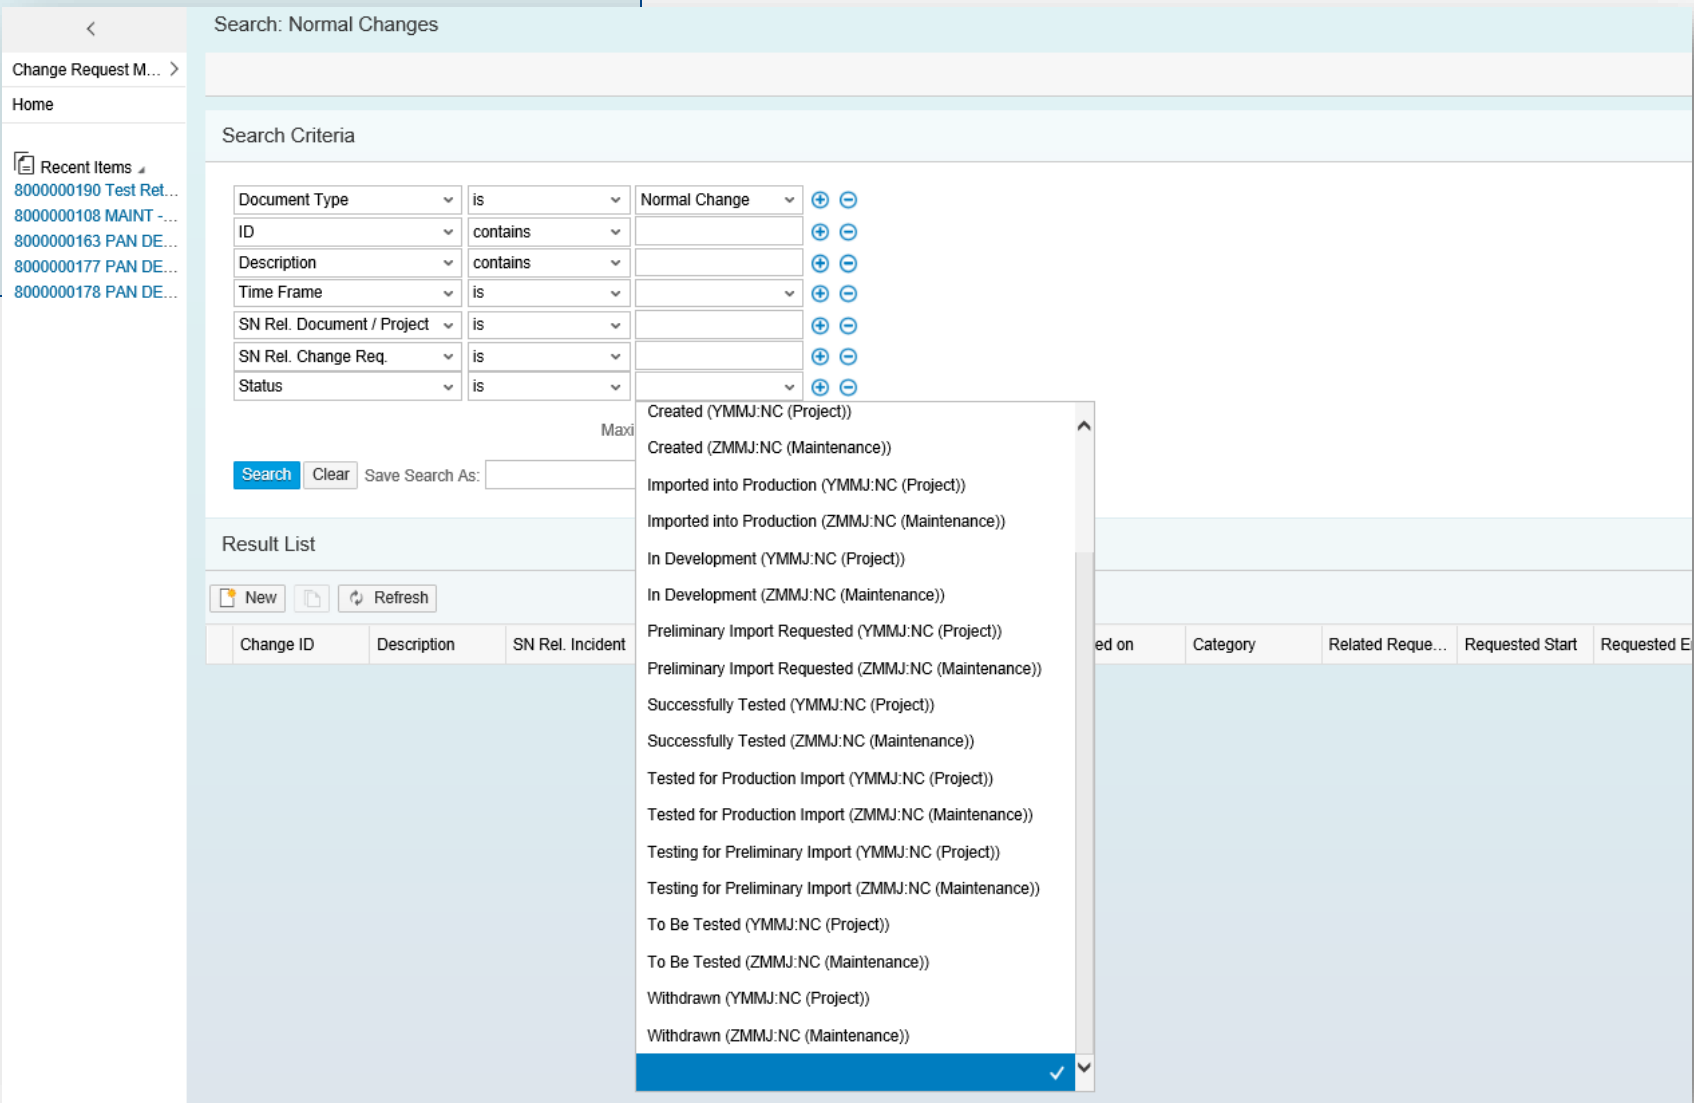 Search: Normal Changes
Change Request M...
Home
Recent Items
8000000190 Test Ret...
8000000108 MAINT -...
8000000163 PAN DE...
8000000177 PAN DE...
8000000178 PAN DE...
Search Criteria
Document Type is Normal Change
ID contains
Description contains
Time Frame is
SN Rel. Document / Project is
SN Rel. Change Req. is
Status is
Maxi
Search Clear Save Search As:
Created (YMMJ:NC (Project))
Created (ZMMJ:NC (Maintenance))
Imported into Production (YMMJ:NC (Project))
Imported into Production (ZMMJ:NC (Maintenance))
In Development (YMMJ:NC (Project))
In Development (ZMMJ:NC (Maintenance))
Preliminary Import Requested (YMMJ:NC (Project))
Preliminary Import Requested (ZMMJ:NC (Maintenance))
Successfully Tested (YMMJ:NC (Project))
Successfully Tested (ZMMJ:NC (Maintenance))
Tested for Production Import (YMMJ:NC (Project))
Tested for Production Import (ZMMJ:NC (Maintenance))
Testing for Preliminary Import (YMMJ:NC (Project))
Testing for Preliminary Import (ZMMJ:NC (Maintenance))
To Be Tested (YMMJ:NC (Project))
To Be Tested (ZMMJ:NC (Maintenance))
Withdrawn (YMMJ:NC (Project))
Withdrawn (ZMMJ:NC (Maintenance))
Result List
New Refresh
Change ID Description SN Rel. Incident ed on Category Related Reque... Requested Start Requested E